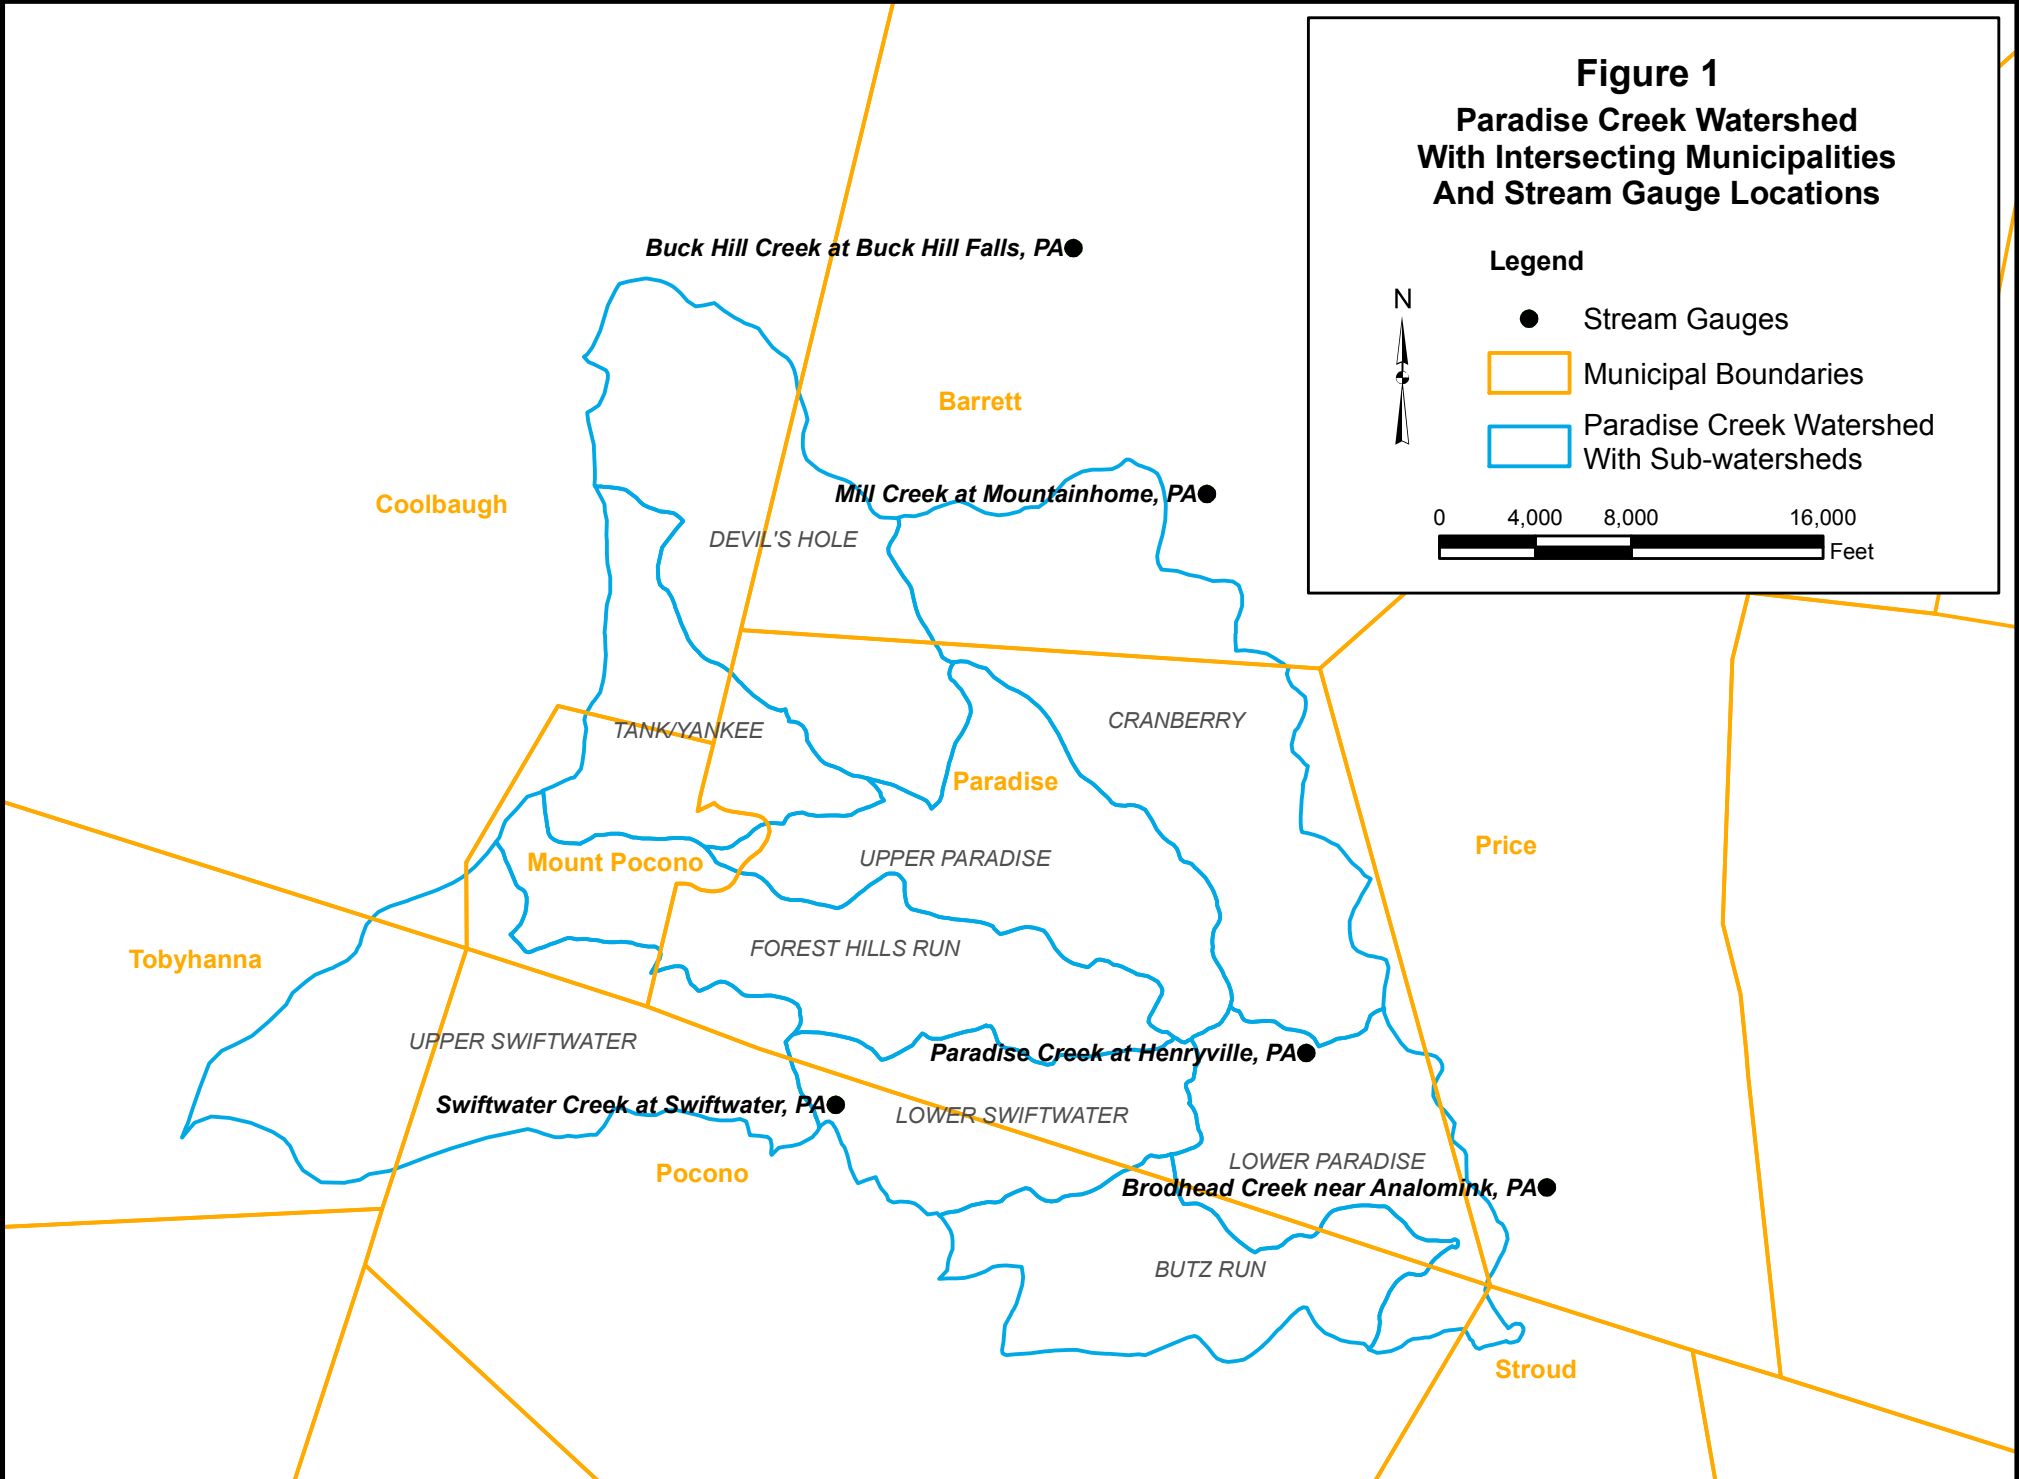 Figure 1
Paradise Creek Watershed
With Intersecting Municipalities
And Stream Gauge Locations
Legend
N
Stream Gauges
Municipal Boundaries
Paradise Creek Watershed
With Sub-watersheds
0 4,000 8,000 16,000
Feet
Buck Hill Creek at Buck Hill Falls, PA
Barrett
Mill Creek at Mountainhome, PA
Coolbaugh
DEVIL'S HOLE
CRANBERRY
TANK/YANKEE
Paradise
Price
UPPER PARADISE
Mount Pocono
FOREST HILLS RUN
Tobyhanna
UPPER SWIFTWATER
Paradise Creek at Henryville, PA
Swiftwater Creek at Swiftwater, PA
LOWER SWIFTWATER
LOWER PARADISE
Pocono
Brodhead Creek near Analomink, PA
BUTZ RUN
Stroud